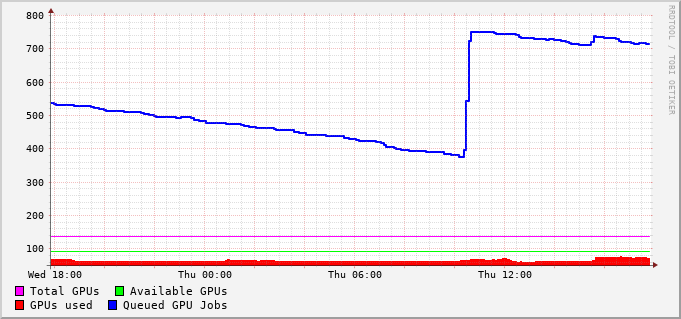 800
700
600
500
400
300
200
100
Wed 18:00 Thu 00:00 Thu 06:00 Thu 12:00
Total GPUs Available GPUs
GPUs used Queued GPU Jobs
RRDTOOL / TOBI OETIKER